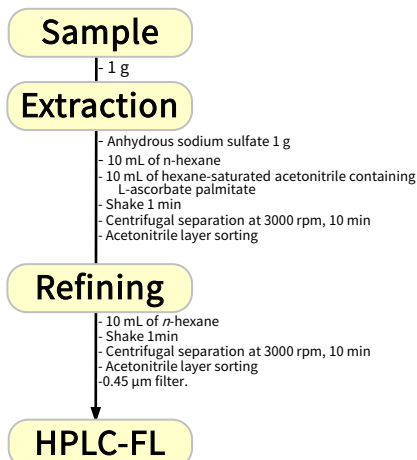 Sample
- 1 g
Extraction
- Anhydrous sodium sulfate 1 g
- 10 mL of n-hexane
- 10 mL of hexane-saturated acetonitrile containing
L-ascorbate palmitate
- Shake 1 min
- Centrifugal separation at 3000 rpm, 10 min
- Acetonitrile layer sorting
Refining
- 10 mL of n-hexane
- Shake 1min
- Centrifugal separation at 3000 rpm, 10 min
- Acetonitrile layer sorting
-0.45 μm filter.
HPLC-FL